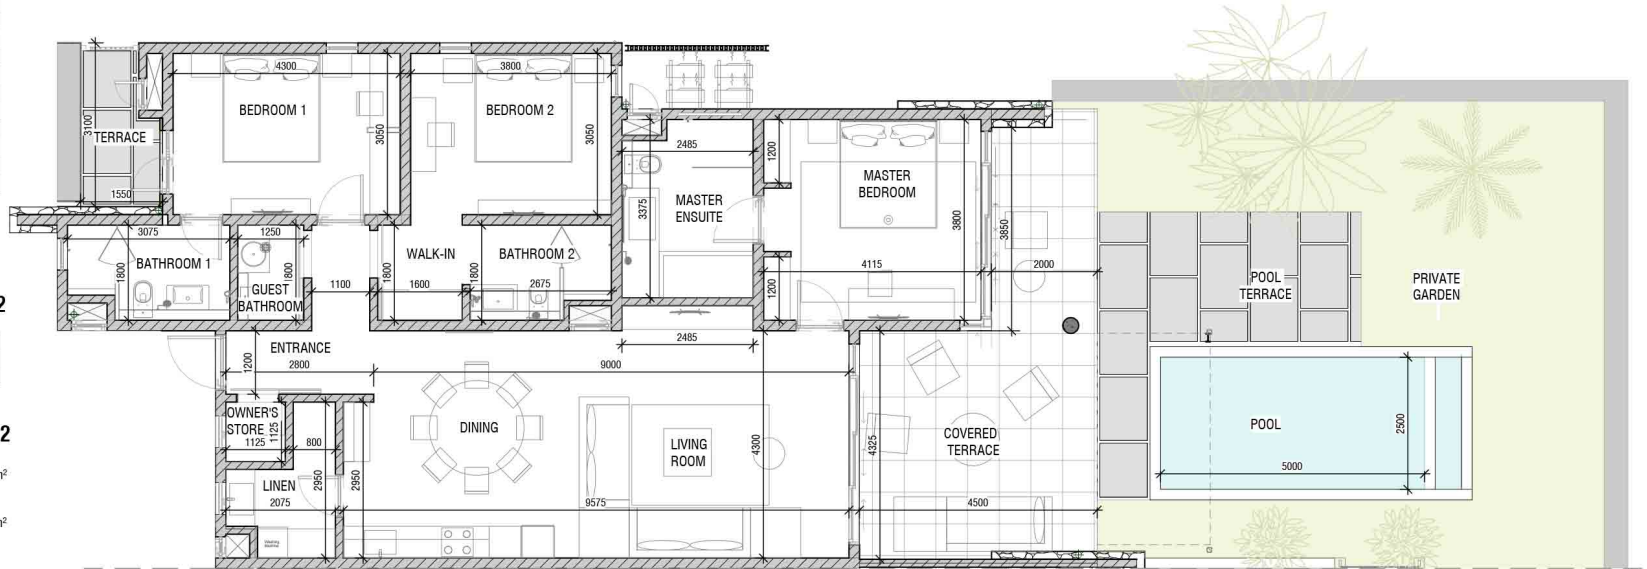 4300
3800
BEDROOM 1
BEDROOM 2
3100
TERRACE
3050
3050
2485
1200
MASTER
BEDROOM
1550
3375
MASTER
ENSUITE
3800
3850
3075
1250
BATHROOM 1
1800
GUEST
BATHROOM
1800
1100
1800
WALK-IN
1600
1800
BATHROOM 2
2675
4115
2000
1200
POOL
TERRACE
PRIVATE
GARDEN
2
ENTRANCE
2485
1200
2800
9000
OWNER'S
STORE
1125
1125
800
DINING
LIVING
ROOM
4300
4325
COVERED
TERRACE
POOL
2500
5000
2
m²
LINEN
2075
2950
2950
9575
4500
m²